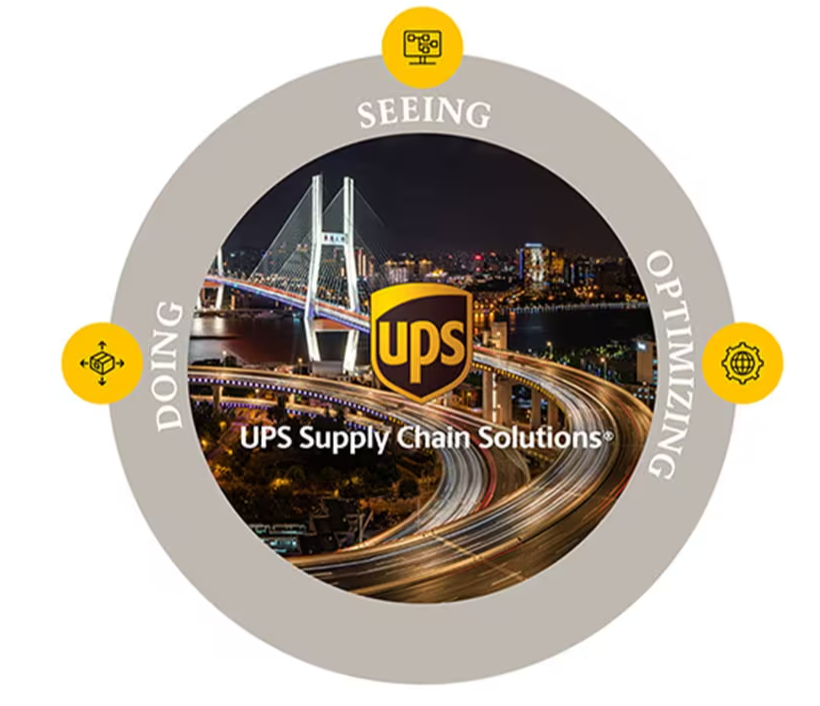 SEEING
DOING
OPTIMIZING
ups
UPS Supply Chain Solutions®